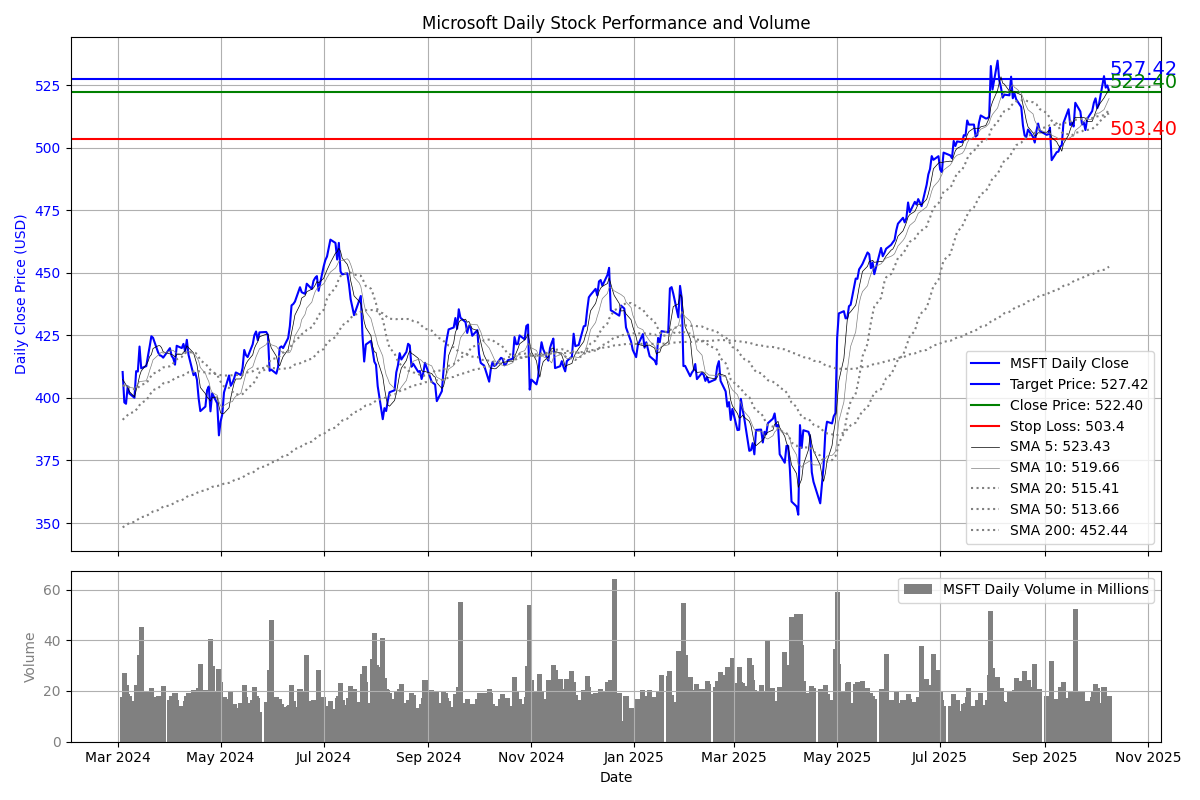 Microsoft Daily Stock Performance and Volume
Daily Close Price (USD)
525
500
475
450
425
400
375
350
527.42
522.40
503.40
MSFT Daily Close
Target Price: 527.42
Close Price: 522.40
Stop Loss: 503.4
SMA 5: 523.43
SMA 10: 519.66
SMA 20: 515.41
SMA 50: 513.66
SMA 200: 452.44
Volume
60
40
20
0
MSFT Daily Volume in Millions
Mar 2024 May 2024 Jul 2024 Sep 2024 Nov 2024 Jan 2025 Mar 2025 May 2025 Jul 2025 Sep 2025 Nov 2025
Date